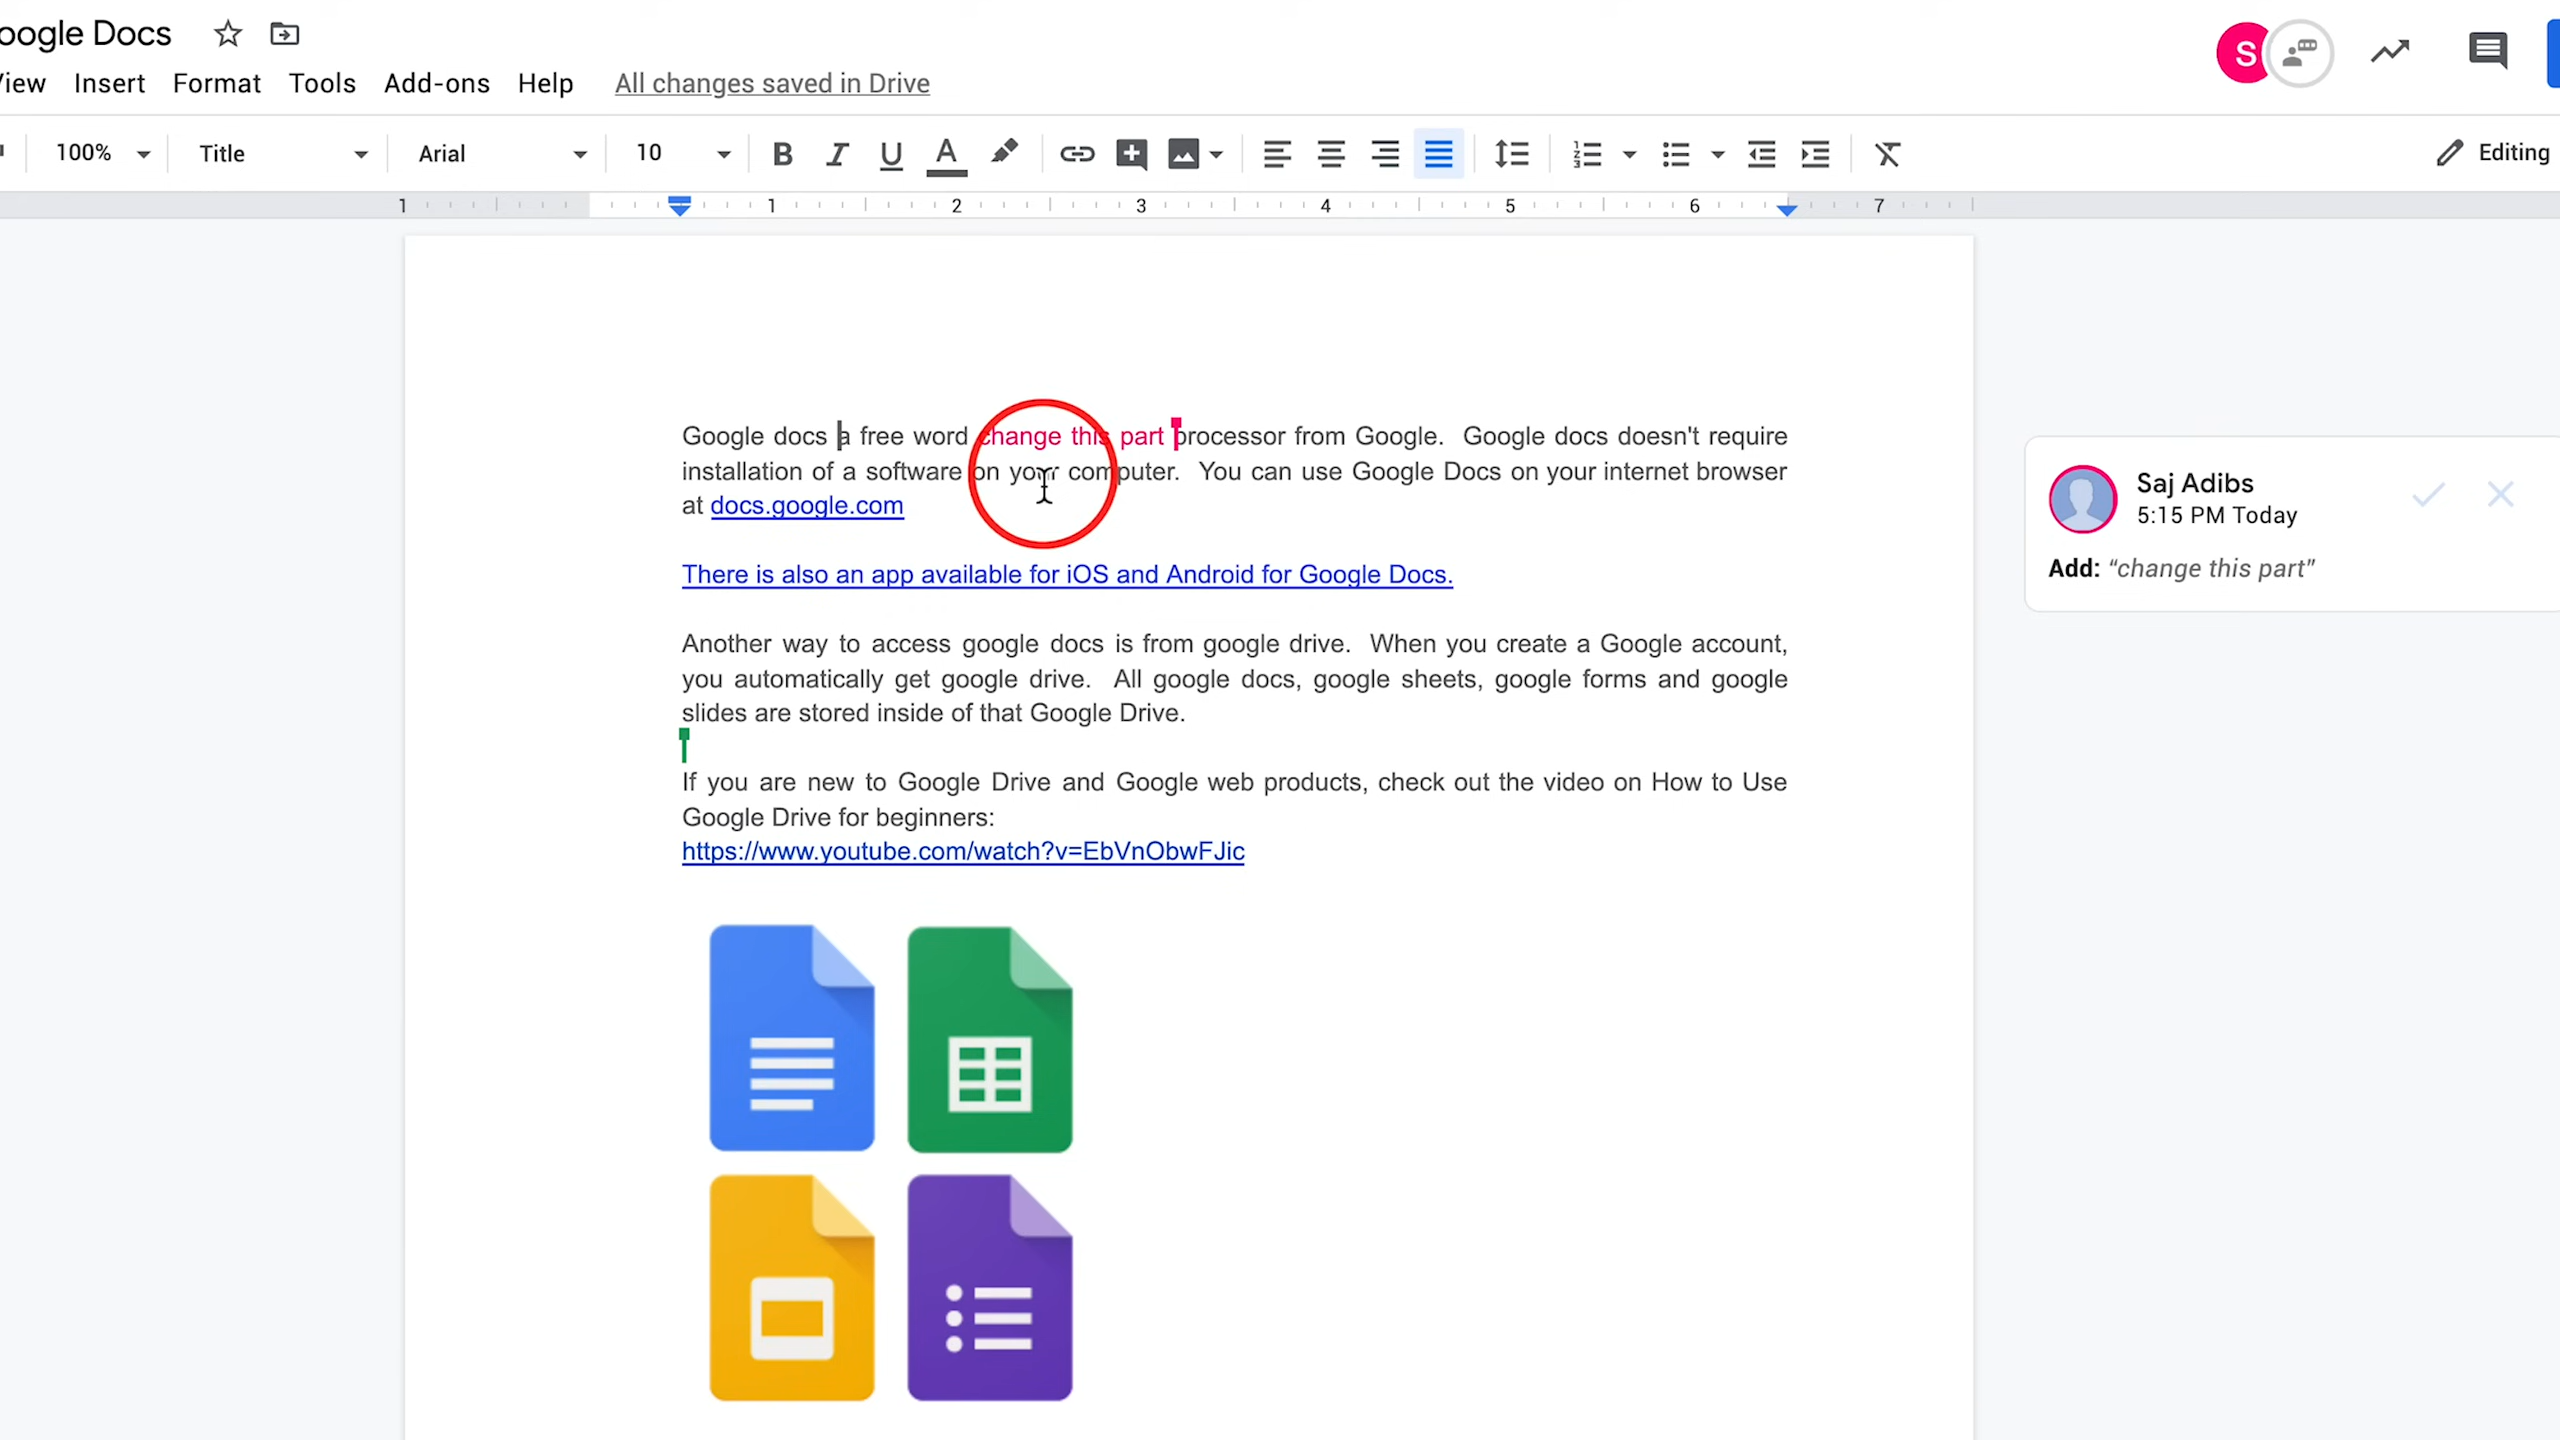 oogle Docs
View Insert Format Tools Add-ons Help All changes saved in Drive
S
100% Title Arial 10 B I U A Editing
1 1 2 3 4 5 6 7
Google docs a free word change this part processor from Google. Google docs doesn't require
installation of a software on your computer. You can use Google Docs on your internet browser
at docs.google.com
There is also an app available for iOS and Android for Google Docs.
Another way to access google docs is from google drive. When you create a Google account,
you automatically get google drive. All google docs, google sheets, google forms and google
slides are stored inside of that Google Drive.
If you are new to Google Drive and Google web products, check out the video on How to Use
Google Drive for beginners:
https://www.youtube.com/watch?v=EbVnObwFJic
Saj Adibs
5:15 PM Today
Add: “change this part”